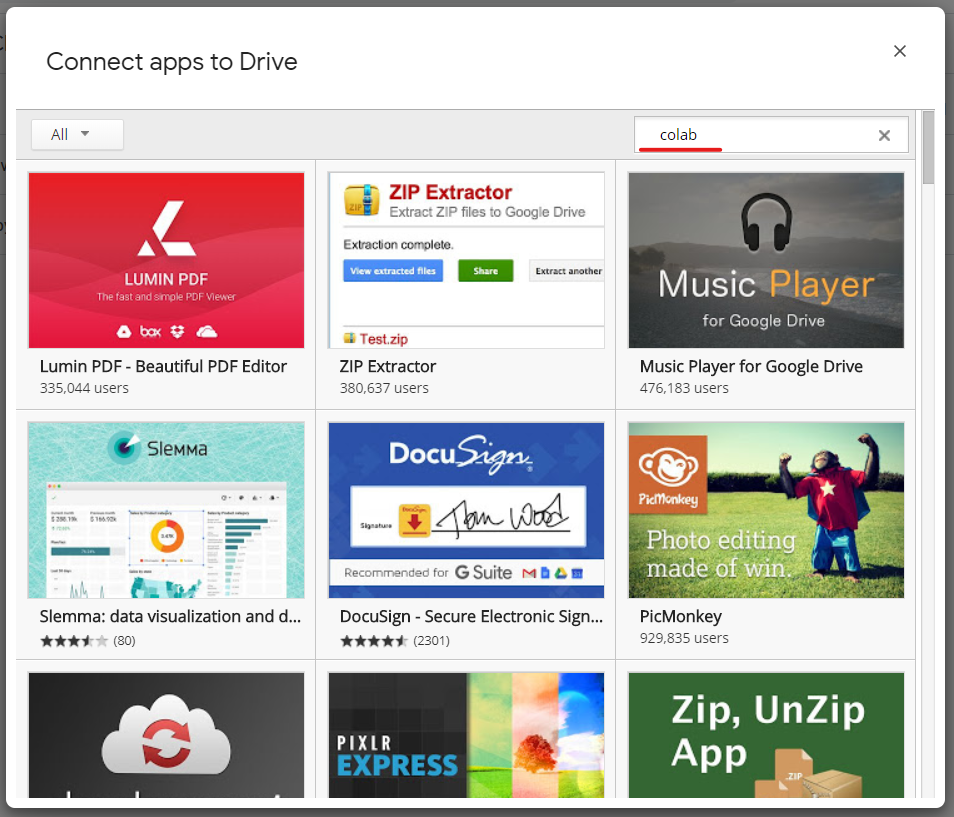 Connect apps to Drive
All
colab
LUMIN PDF
The fast and simple PDF Viewer
box
Lumin PDF - Beautiful PDF Editor
335,044 users
ZIP
ZIP Extractor
Extract ZIP files to Google Drive
Extraction complete.
View extracted files
Share
Extract another
Test.zip
ZIP Extractor
380,637 users
Music Player
for Google Drive
Music Player for Google Drive
476,183 users
Slemma
Slemma: data visualization and d...
(80)
DocuSign
Signature
Tom Wood
Recommended for G Suite
DocuSign - Secure Electronic Sign...
(2301)
PicMonkey
Photo editing
made of win.
PicMonkey
929,835 users
PIXLR
EXPRESS
Zip, UnZip
App
.ZIP